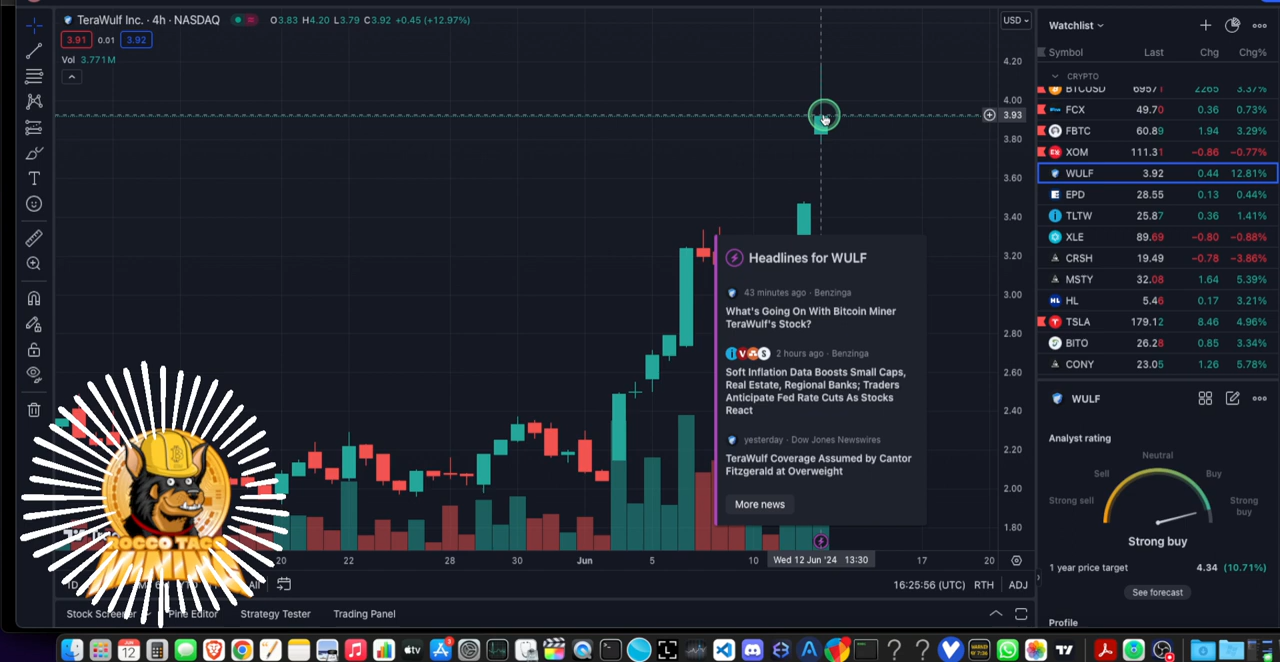 TeraWulf Inc. · 4h · NASDAQ
O3.83 H4.20 L3.79 C3.92 +0.45 (+12.97%)
3.91 0.01 3.92
Vol 3.771M
USD
4.20
4.00
3.93
3.80
3.60
3.40
3.20
3.00
2.80
2.60
2.40
2.20
2.00
1.80
Headlines for WULF
43 minutes ago · Benzinga
What's Going On With Bitcoin Miner
TeraWulf's Stock?
2 hours ago · Benzinga
Soft Inflation Data Boosts Small Caps,
Real Estate, Regional Banks; Traders
Anticipate Fed Rate Cuts As Stocks
React
yesterday · Dow Jones Newswires
TeraWulf Coverage Assumed by Cantor
Fitzgerald at Overweight
More news
20 22 28 30 Jun 5 10 Wed 12 Jun '24 13:30 17 20
All
16:25:56 (UTC) RTH ADJ
Stock Screener Pine Editor Strategy Tester Trading Panel
ROCCO TACO
Watchlist
Symbol Last Chg Chg%
CRYPTO
BTCUSD 69571 2265 3.37%
FCX 49.70 0.36 0.73%
FBTC 60.89 1.94 3.29%
XOM 111.31 −0.86 −0.77%
WULF 3.92 0.44 12.81%
EPD 28.55 0.13 0.44%
TLTW 25.87 0.36 1.41%
XLE 89.69 −0.80 −0.88%
CRSH 19.49 −0.78 −3.86%
MSTY 32.08 1.64 5.39%
HL 5.46 0.17 3.21%
TSLA 179.12 8.46 4.96%
BITO 26.28 0.85 3.34%
CONY 23.05 1.26 5.78%
WULF
Analyst rating
Neutral
Sell Buy
Strong sell Strong buy
Strong buy
1 year price target 4.34 (10.71%)
See forecast
Profile